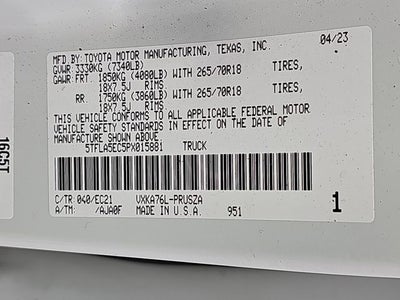 MFD. BY: TOYOTA MOTOR MANUFACTURING, TEXAS, INC. 04/23
GVWR: 3330KG (7340LB)
GAWR: FRT 1850KG (4080LB) WITH 265/70R18 TIRES,
18X7.5J RIMS
RR 1750KG (3860LB) WITH 265/70R18 TIRES,
18X7.5J RIMS
THIS VEHICLE CONFORMS TO ALL APPLICABLE FEDERAL MOTOR
VEHICLE SAFETY STANDARDS IN EFFECT ON THE DATE OF
MANUFACTURE SHOWN ABOVE.
5TFLA5EC5PX015881 TRUCK
C/TR: 040/EC21 VXKA76L-PRUSZA
A/TM: /AJA0F MADE IN U.S.A. 951 1
16C5T